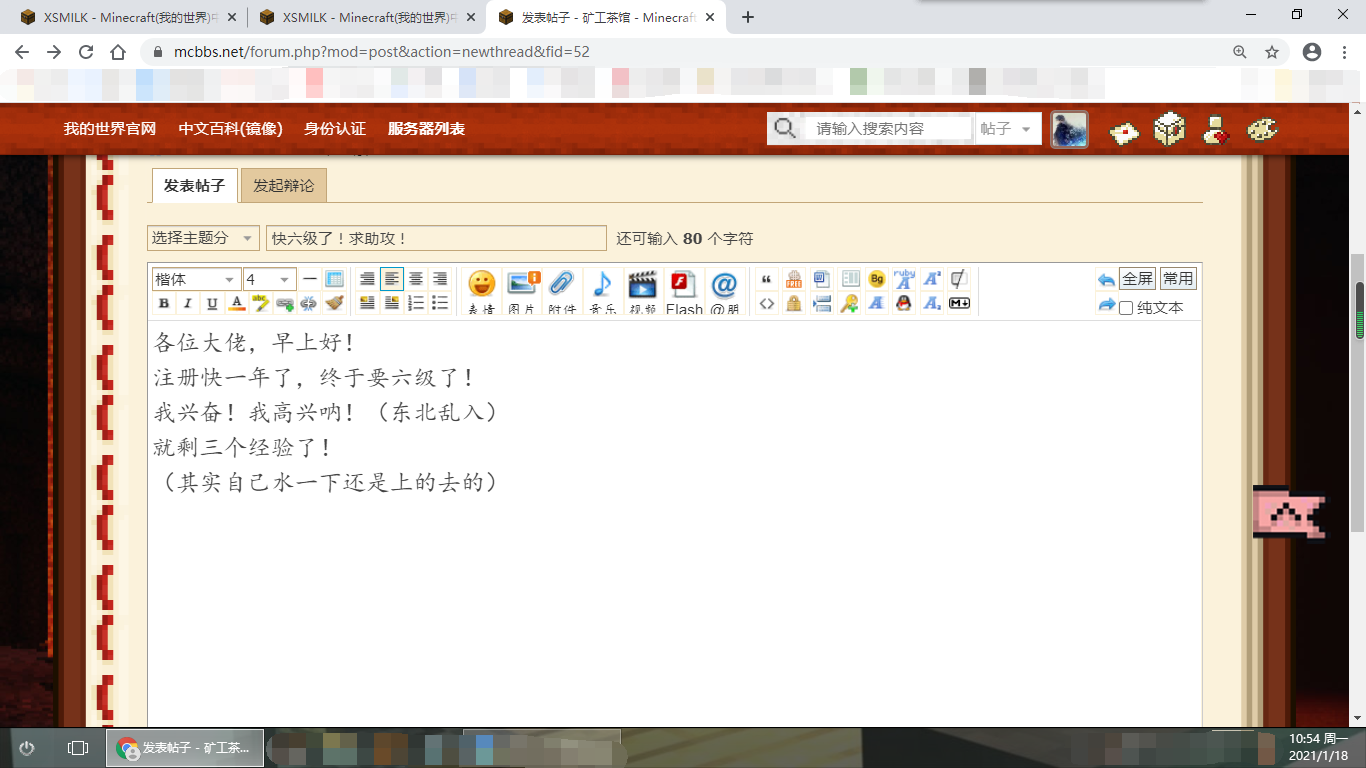 XSMILK - Minecraft(我的世界)中
XSMILK - Minecraft(我的世界)中
发表帖子 - 矿工茶馆 - Minecraft
mcbbs.net/forum.php?mod=post&action=newthread&fid=52
我的世界官网 中文百科(镜像) 身份认证 服务器列表
请输入搜索内容 帖子
发表帖子 发起辩论
选择主题分 快六级了！求助攻！ 还可输入 80 个字符
楷体 4 FREE Bg ruby A A² 全屏 常用
B I U A abc 表情 图片 附件 音乐 视频 Flash @朋 A A₂ M 纯文本
各位大佬，早上好！
注册快一年了，终于要六级了！
我兴奋！我高兴呐！（东北乱入）
就剩三个经验了！
（其实自己水一下还是上的去的）
发表帖子 - 矿工茶...
10:54 周一
2021/1/18